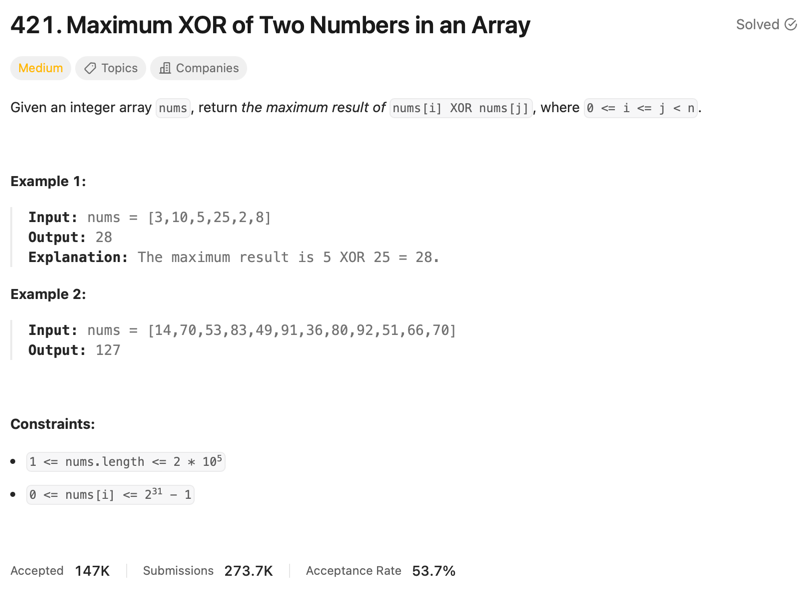 421. Maximum XOR of Two Numbers in an Array
Solved
Medium Topics Companies
Given an integer array nums, return the maximum result of nums[i] XOR nums[j], where 0 <= i <= j < n.
Example 1:
Input: nums = [3,10,5,25,2,8]
Output: 28
Explanation: The maximum result is 5 XOR 25 = 28.
Example 2:
Input: nums = [14,70,53,83,49,91,36,80,92,51,66,70]
Output: 127
Constraints:
• 1 <= nums.length <= 2 * 10⁵
• 0 <= nums[i] <= 2³¹ - 1
Accepted 147K Submissions 273.7K Acceptance Rate 53.7%